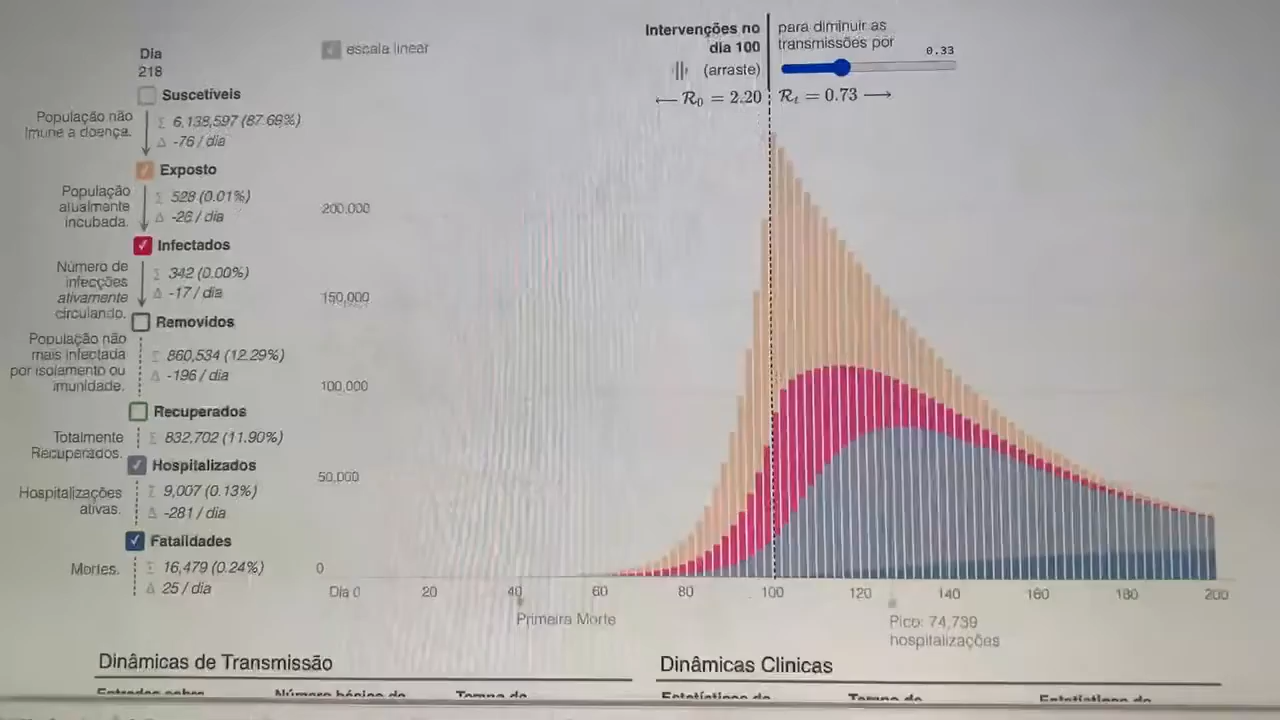 Dia
218
escala linear
Intervenções no
dia 100
(arraste)
para diminuir as
transmissões por
0.33
⟵ R₀ = 2.20
Rₜ = 0.73 ⟶
Suscetíveis
População não
Imune a doença.
Σ 6,138,597 (87.69%)
Δ -76 / dia
Exposto
População
atualmente
incubada.
Σ 528 (0.01%)
Δ -26 / dia
Infectados
Número de
infecções
ativamente
circulando.
Σ 342 (0.00%)
Δ -17 / dia
Removidos
População não
mais infectada
por isolamento ou
imunidade.
Σ 860,534 (12.29%)
Δ -196 / dia
Recuperados
Totalmente
Recuperados.
Σ 832,702 (11.90%)
Hospitalizados
Hospitalizações
ativas.
Σ 9,007 (0.13%)
Δ -281 / dia
Fatalidades
Mortes.
Σ 16,479 (0.24%)
Δ 25 / dia
200,000
150,000
100,000
50,000
0
Dia 0 20 40 60 80 100 120 140 160 180 200
Primeira Morte
Pico: 74,739
hospitalizações
Dinâmicas de Transmissão
Dinâmicas Clinicas